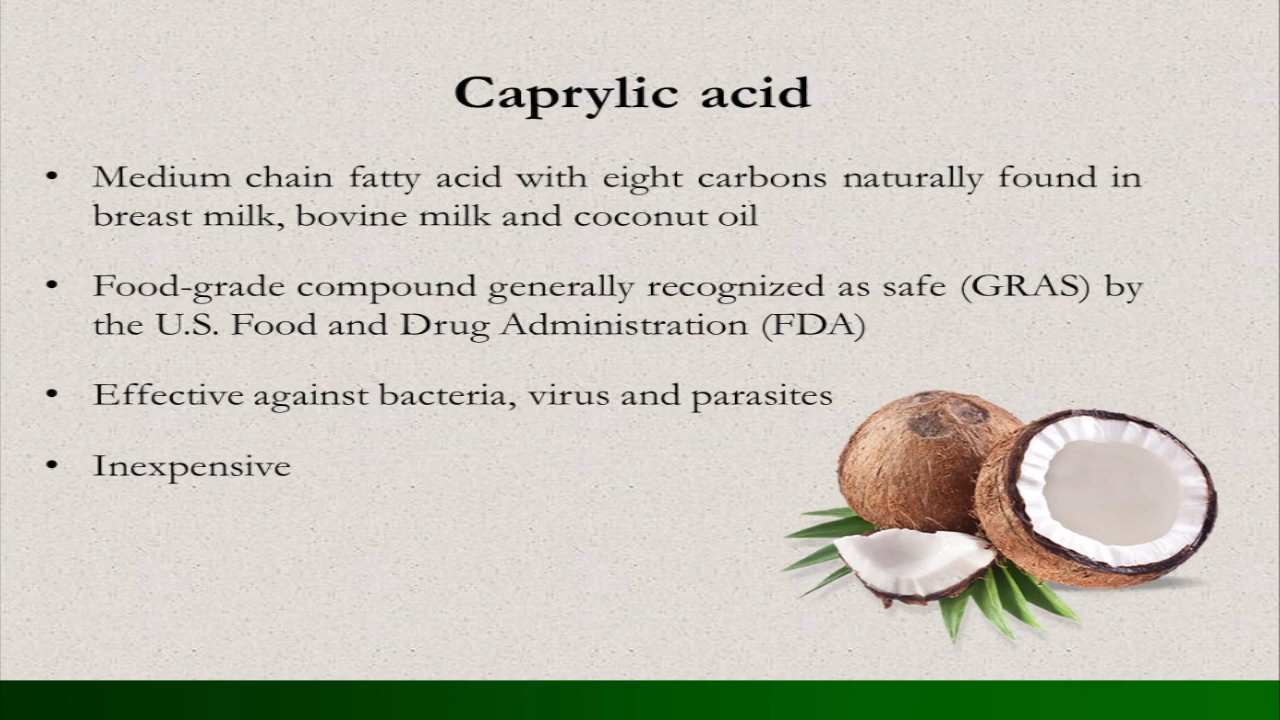 Caprylic acid
• Medium chain fatty acid with eight carbons naturally found in
breast milk, bovine milk and coconut oil
• Food-grade compound generally recognized as safe (GRAS) by
the U.S. Food and Drug Administration (FDA)
• Effective against bacteria, virus and parasites
• Inexpensive